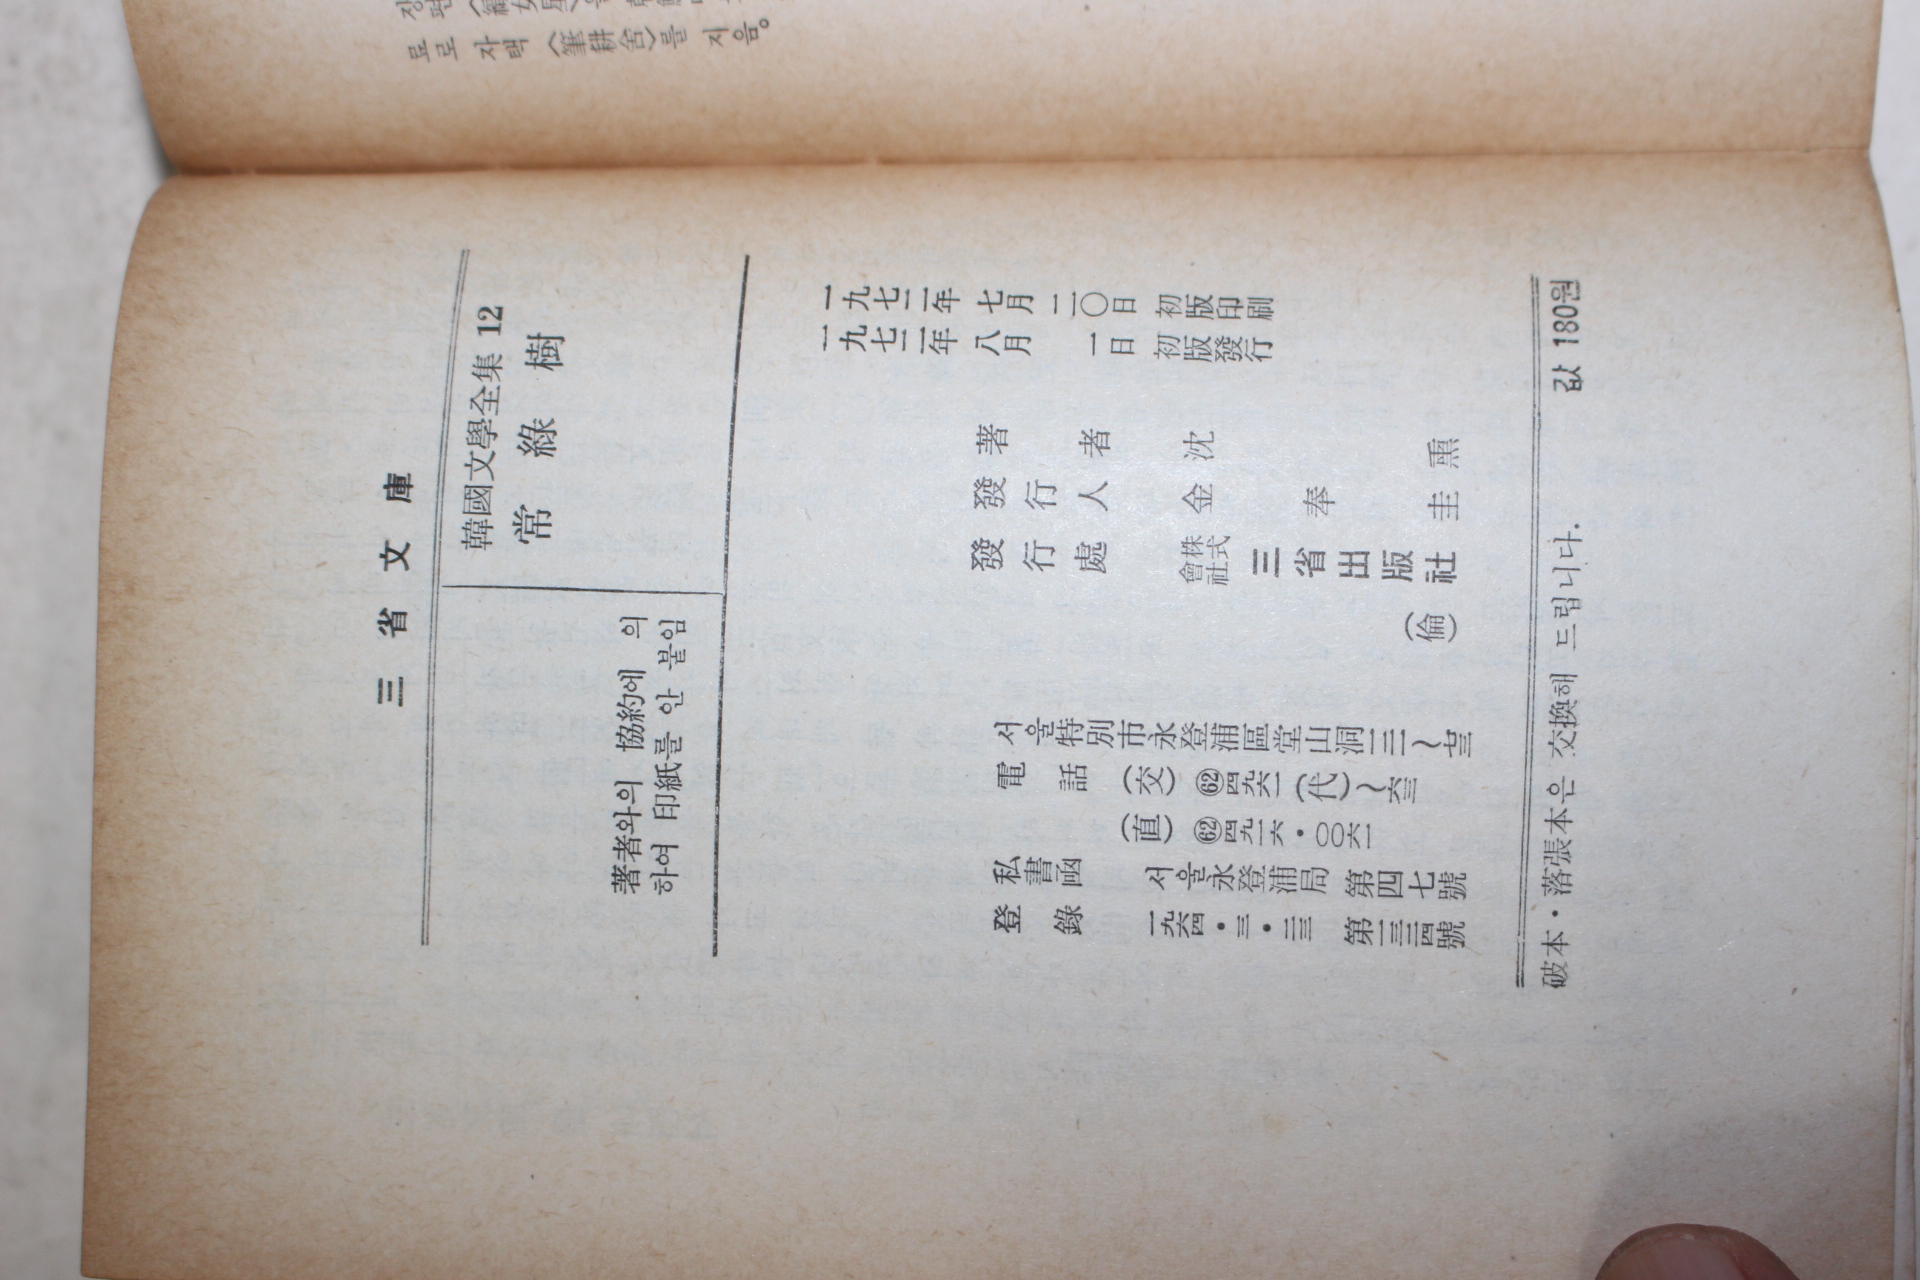 료로 자택 〈筆耕舍〉를 지음。
三省文庫
韓國文學全集 12
常綠樹
著者와의 協約에 의
하여 印紙를 안 붙임
一九七二年 七月 二〇日 初版印刷
一九七二年 八月 一日 初版發行
著者 沈熏
發行人 金奉圭
發行處 株式會社 三省出版社 (倫)
서울特別市永登浦區堂山洞
電話 (交) ㉖㉒四九六一(代)~六三
(直) 62四九一六・〇〇六一
私書函 서울永登浦局 第四七號
登錄 一九六四・三・
破本・落張本은 交換해 드립니다. 값 180원